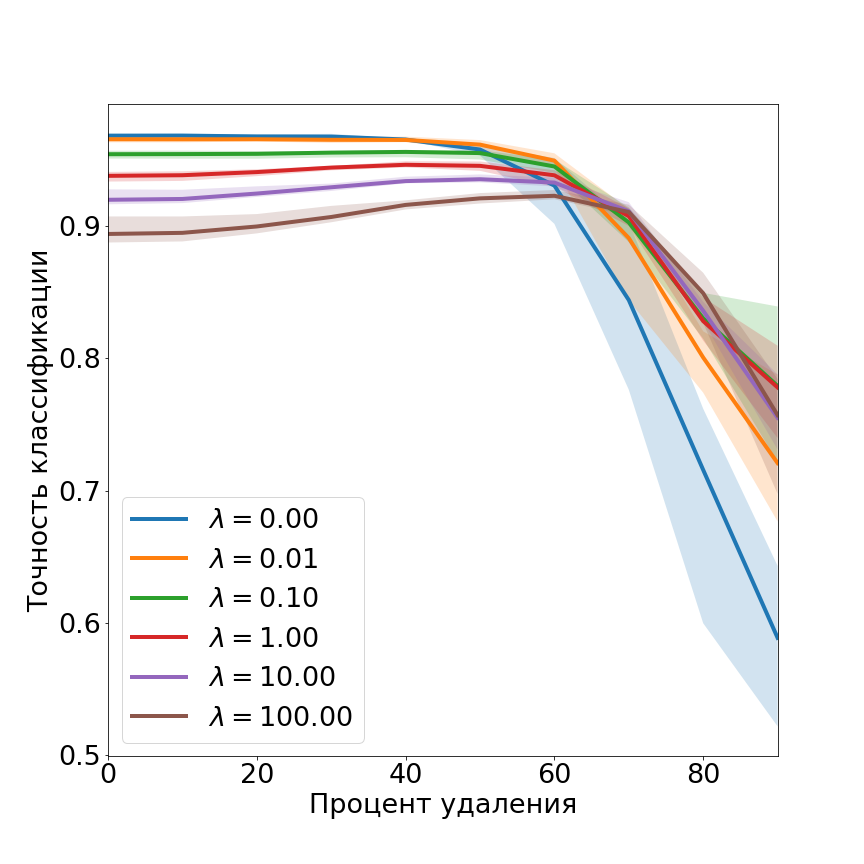 Точность классификации
0.9
0.8
0.7
0.6
0.5
λ = 0.00
λ = 0.01
λ = 0.10
λ = 1.00
λ = 10.00
λ = 100.00
0 20 40 60 80
Процент удаления